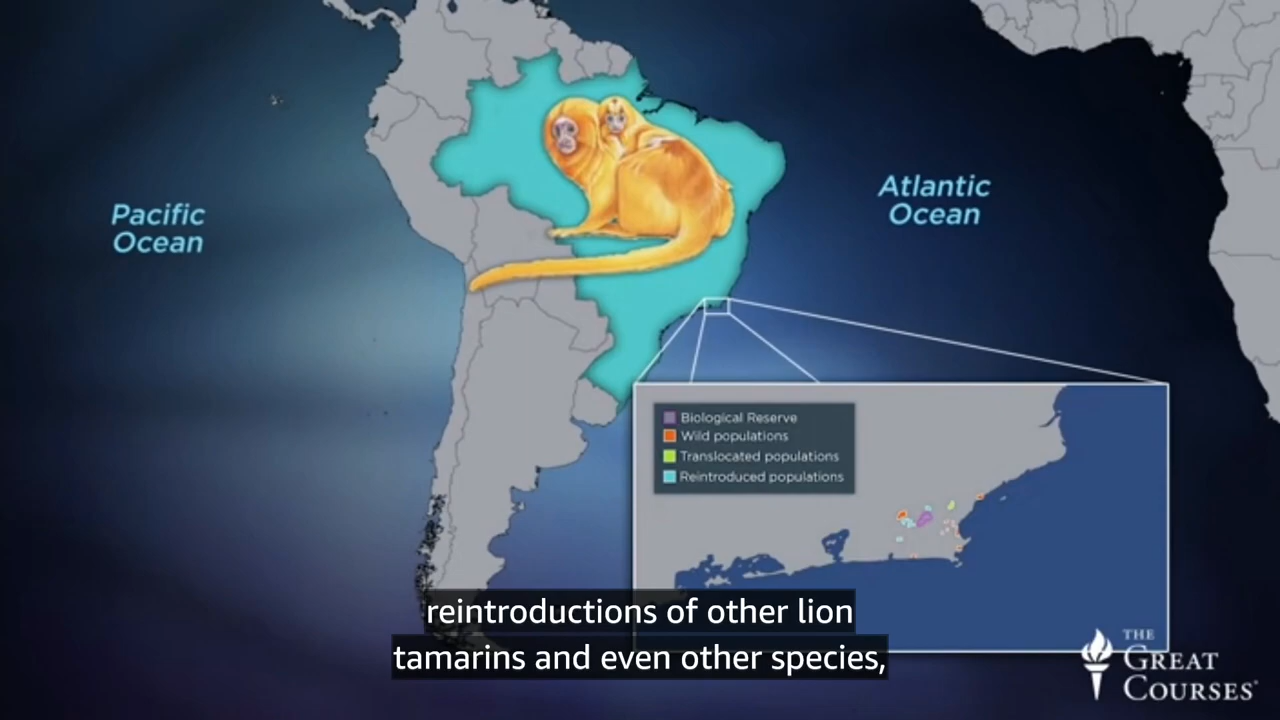 Pacific
Ocean
Atlantic
Ocean
Biological Reserve
Wild populations
Translocated populations
Reintroduced populations
reintroductions of other lion
tamarins and even other species,
THE
GREAT
COURSES®